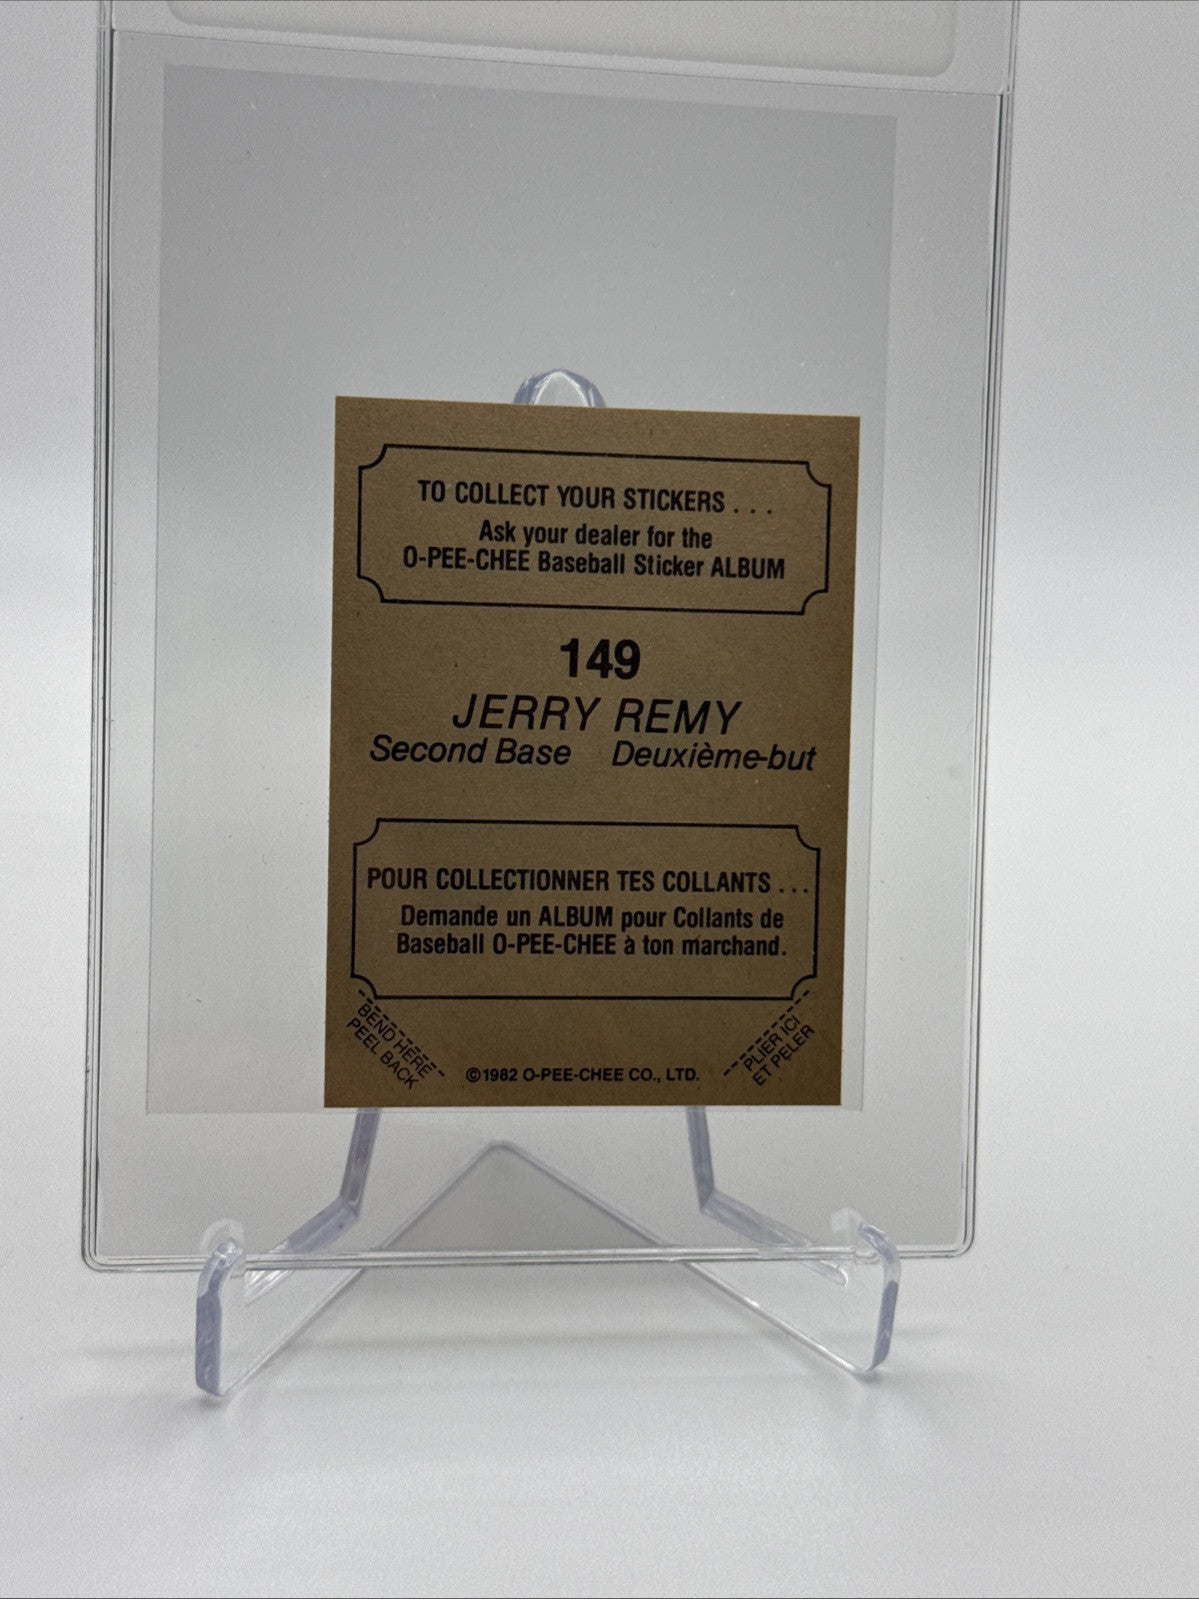 TO COLLECT YOUR STICKERS . . .
Ask your dealer for the
O-PEE-CHEE Baseball Sticker ALBUM
149
JERRY REMY
Second Base Deuxième-but
POUR COLLECTIONNER TES COLLANTS . . .
Demande un ALBUM pour Collants de
Baseball O-PEE-CHEE à ton marchand.
BEND HERE
PEEL BACK
©1982 O-PEE-CHEE CO., LTD.
PLIER ICI
ET PELER